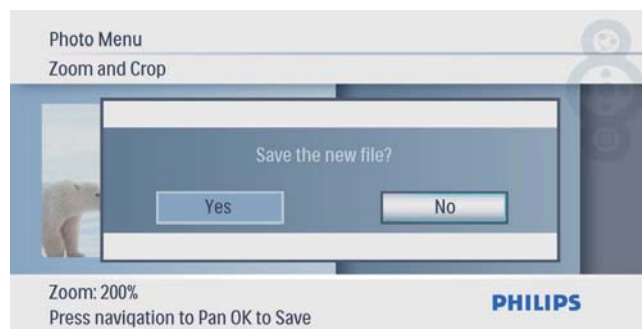 Photo Menu
Zoom and Crop
Save the new file?
Yes No
Zoom: 200%
Press navigation to Pan OK to Save
PHILIPS